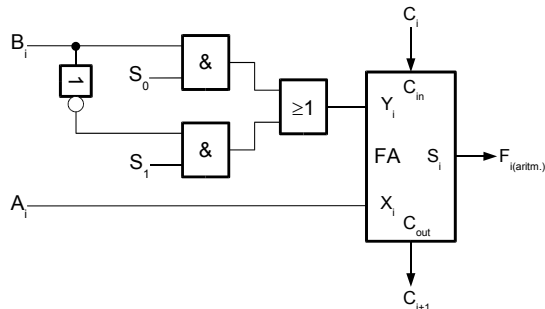 C_i
B_i
&
S_0
1
≥1
C_in
Y_i
&
S_1
FA
S_i
F_i(aritm.)
A_i
X_i
C_out
C_i+1